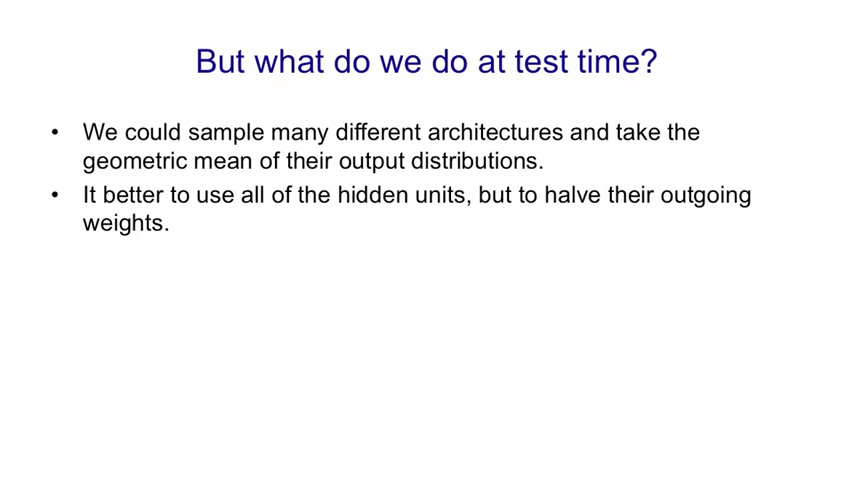 But what do we do at test time?
• We could sample many different architectures and take the
geometric mean of their output distributions.
• It better to use all of the hidden units, but to halve their outgoing
weights.